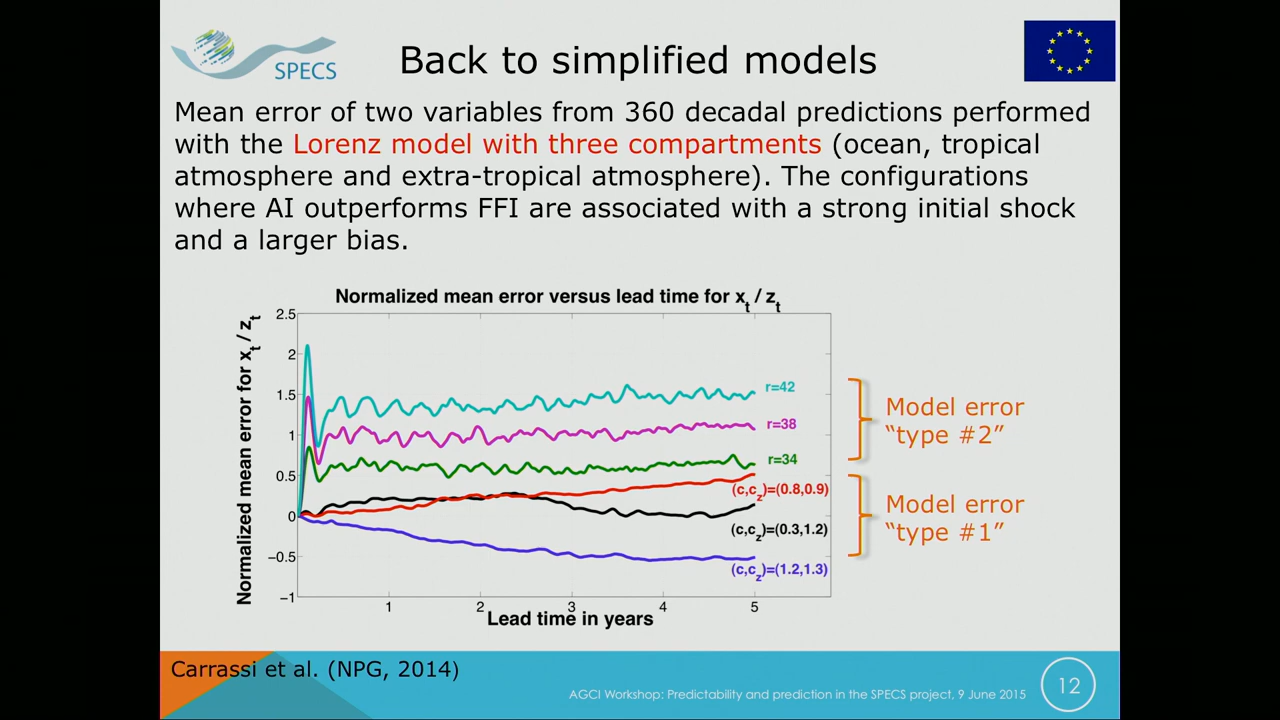 SPECS
Back to simplified models
Mean error of two variables from 360 decadal predictions performed
with the Lorenz model with three compartments (ocean, tropical
atmosphere and extra-tropical atmosphere). The configurations
where AI outperforms FFI are associated with a strong initial shock
and a larger bias.
Normalized mean error versus lead time for xt / zt
Normalized mean error for xt / zt
2.5
2
1.5
1
0.5
0
−0.5
−1
r=42
r=38
r=34
(c,cz)=(0.8,0.9)
(c,cz)=(0.3,1.2)
(c,cz)=(1.2,1.3)
1 2 3 4 5
Lead time in years
Model error
“type #2”
Model error
“type #1”
Carrassi et al. (NPG, 2014)
AGCI Workshop: Predictability and prediction in the SPECS project, 9 June 2015
12